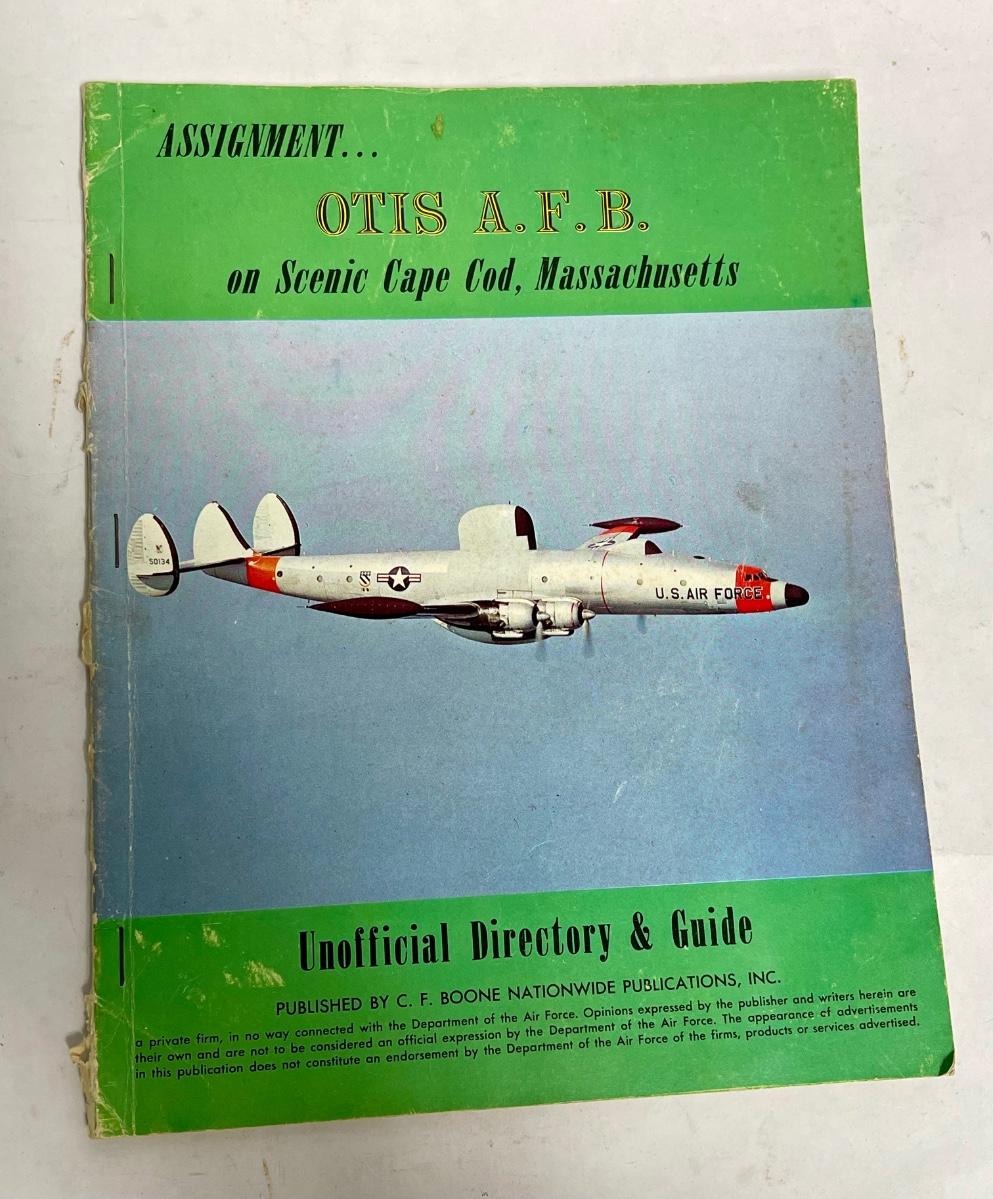 ASSIGNMENT...
OTIS A.F.B.
on Scenic Cape Cod, Massachusetts
50134
U.S. AIR FORCE
Unofficial Directory & Guide
PUBLISHED BY C. F. BOONE NATIONWIDE PUBLICATIONS, INC.
a private firm, in no way connected with the Department of the Air Force. Opinions expressed by the publisher and writers herein are
their own and are not to be considered an official expression by the Department of the Air Force. The appearance of advertisements
in this publication does not constitute an endorsement by the Department of the Air Force of the firms, products or services advertised.